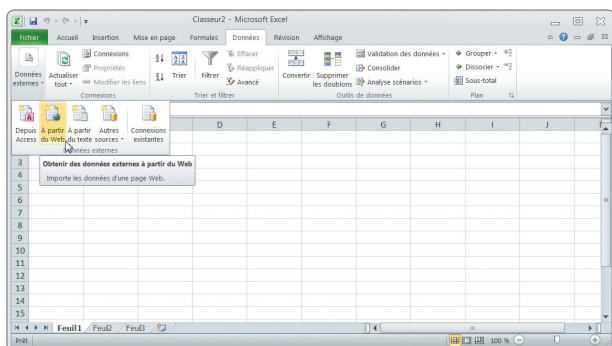 Classeur2 - Microsoft Excel
Fichier Accueil Insertion Mise en page Formules Données Révision Affichage
Données externes
Actualiser tout
Connexions
Propriétés
Modifier les liens
Connexions
Trier
Filtrer
Effacer
Réappliquer
Avancé
Trier et filtrer
Convertir
Supprimer les doublons
Validation des données
Consolider
Analyse scénarios
Outils de données
Grouper
Dissocier
Sous-total
Plan
Depuis Access
À partir du Web
À partir du texte
Autres sources
Connexions existantes
Données externes
D E F G H I J
Obtenir des données externes à partir du Web
Importe les données d'une page Web.
3
4
5
6
7
8
9
10
11
12
13
14
15
Feuil1 Feuil2 Feuil3
Prêt
100 %